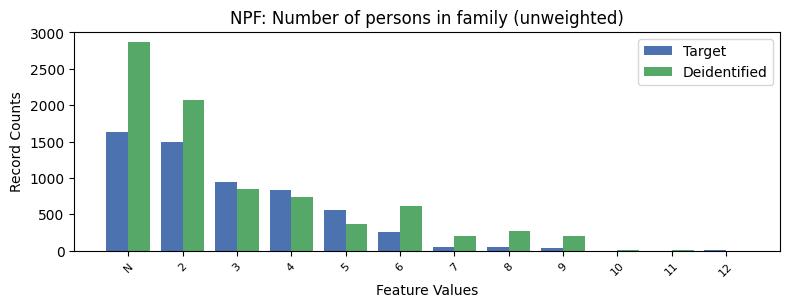 NPF: Number of persons in family (unweighted)
Target
Deidentified
Record Counts
3000
2500
2000
1500
1000
500
0
N 2 3 4 5 6 7 8 9 10 11 12
Feature Values